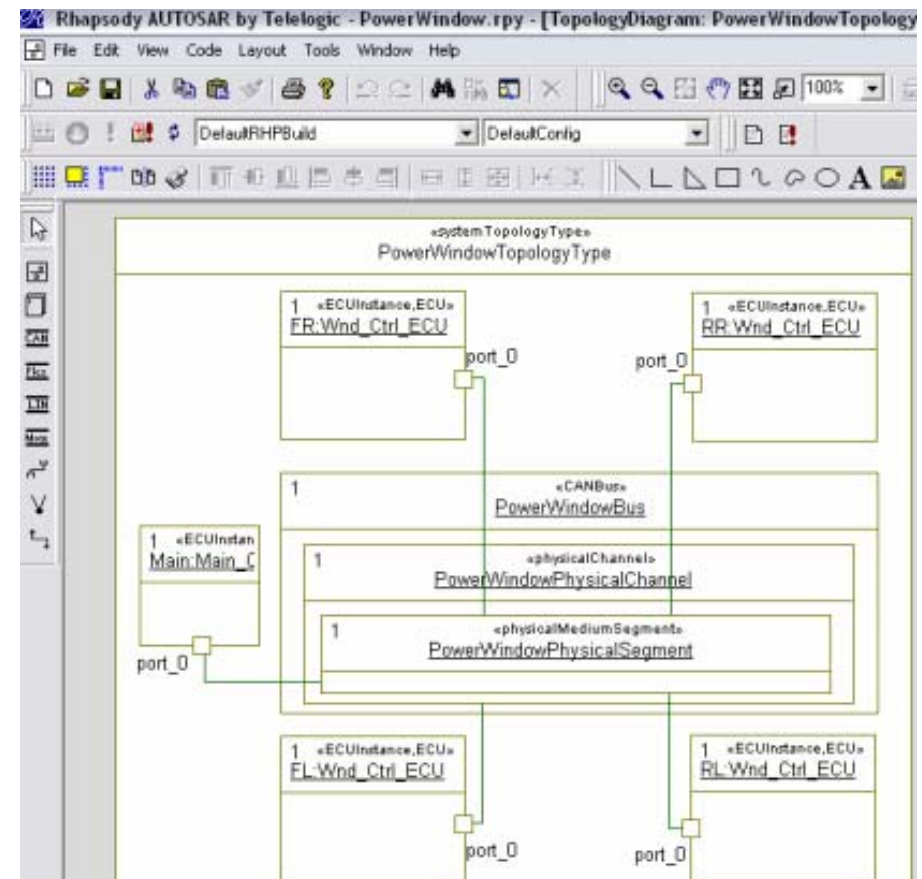 Rhapsody AUTOSAR by Telelogic - PowerWindow.rpy - [TopologyDiagram: PowerWindowTopology
File Edit View Code Layout Tools Window Help
100%
DefaultRHPBuild DefaultConfig
A
«systemTopologyType»
PowerWindowTopologyType
1 «ECUInstance,ECU»
FR:Wnd_Ctrl_ECU
port_0
1 «ECUInstance,ECU»
RR:Wnd_Ctrl_ECU
port_0
CAN
LIN
1 «CANBus»
PowerWindowBus
1 «ECUInstan
Main:Main_C
port_0
1 «physicalChannel»
PowerWindowPhysicalChannel
1 «physicalMediumSegment»
PowerWindowPhysicalSegment
1 «ECUInstance,ECU»
FL:Wnd_Ctrl_ECU
port_0
1 «ECUInstance,ECU»
RL:Wnd_Ctrl_ECU
port_0